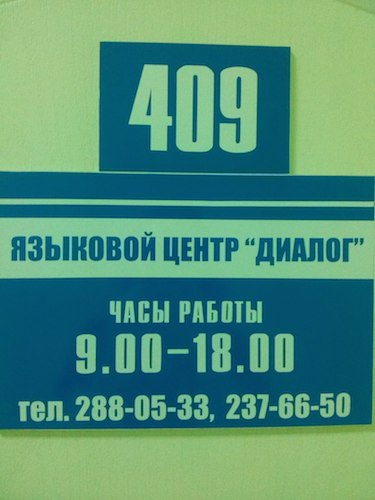 409
ЯЗЫКОВОЙ ЦЕНТР "ДИАЛОГ"
ЧАСЫ РАБОТЫ
9.00–18.00
тел. 288-05-33, 237-66-50